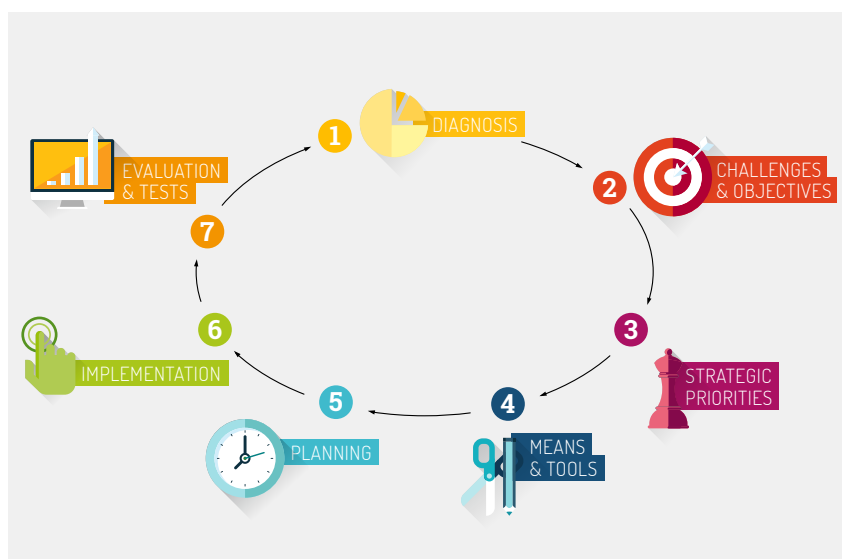 1
DIAGNOSIS
2
CHALLENGES
& OBJECTIVES
3
STRATEGIC
PRIORITIES
4
MEANS
& TOOLS
5
PLANNING
6
IMPLEMENTATION
7
EVALUATION
& TESTS